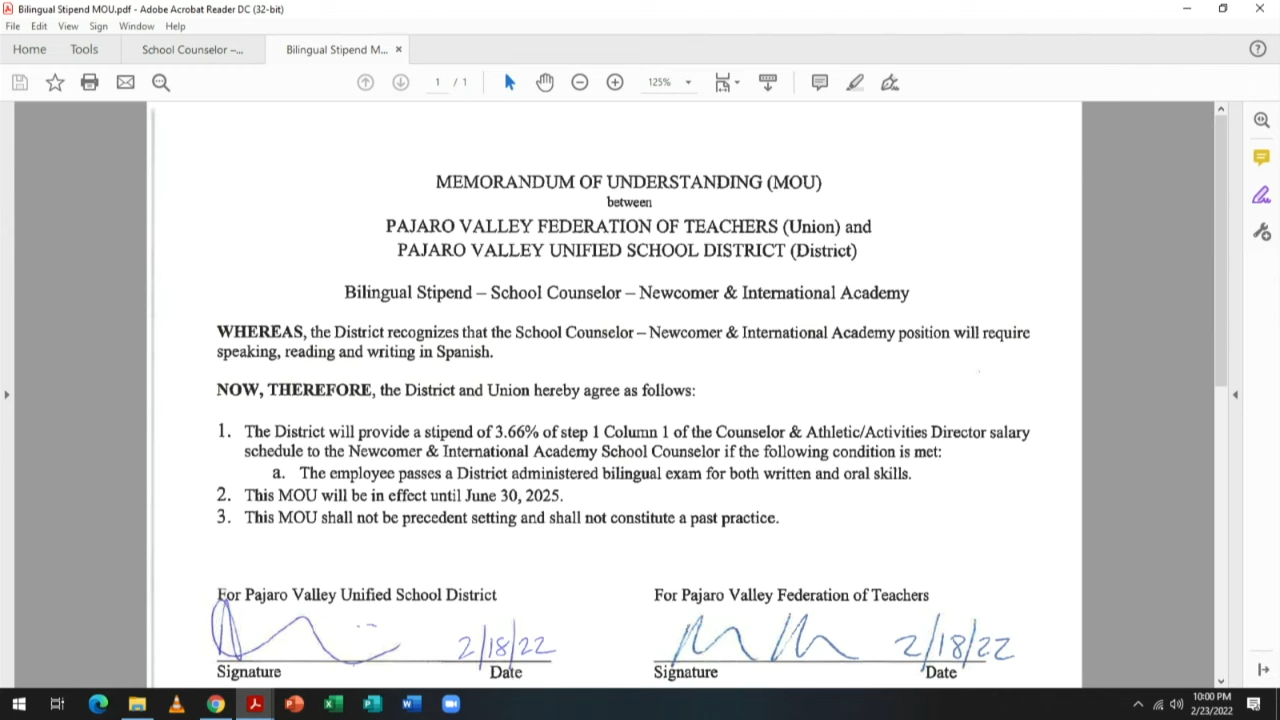 Bilingual Stipend MOU.pdf - Adobe Acrobat Reader DC (32-bit)
File Edit View Sign Window Help
Home Tools School Counselor –... Bilingual Stipend M... ×
1 / 1 125%
MEMORANDUM OF UNDERSTANDING (MOU)
between
PAJARO VALLEY FEDERATION OF TEACHERS (Union) and
PAJARO VALLEY UNIFIED SCHOOL DISTRICT (District)
Bilingual Stipend – School Counselor – Newcomer & International Academy
WHEREAS, the District recognizes that the School Counselor – Newcomer & International Academy position will require
speaking, reading and writing in Spanish.
NOW, THEREFORE, the District and Union hereby agree as follows:
1. The District will provide a stipend of 3.66% of step 1 Column 1 of the Counselor & Athletic/Activities Director salary
schedule to the Newcomer & International Academy School Counselor if the following condition is met:
a. The employee passes a District administered bilingual exam for both written and oral skills.
2. This MOU will be in effect until June 30, 2025.
3. This MOU shall not be precedent setting and shall not constitute a past practice.
For Pajaro Valley Unified School District For Pajaro Valley Federation of Teachers
2/18/22 2/18/22
Signature Date Signature Date
10:00 PM
2/23/2022